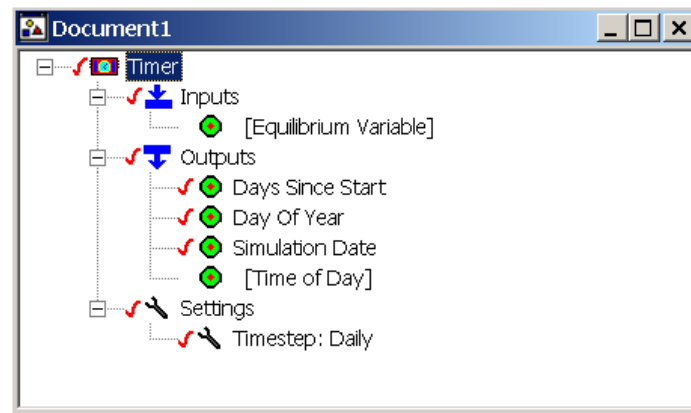 Document1
Timer
Inputs
[Equilibrium Variable]
Outputs
Days Since Start
Day Of Year
Simulation Date
[Time of Day]
Settings
Timestep: Daily